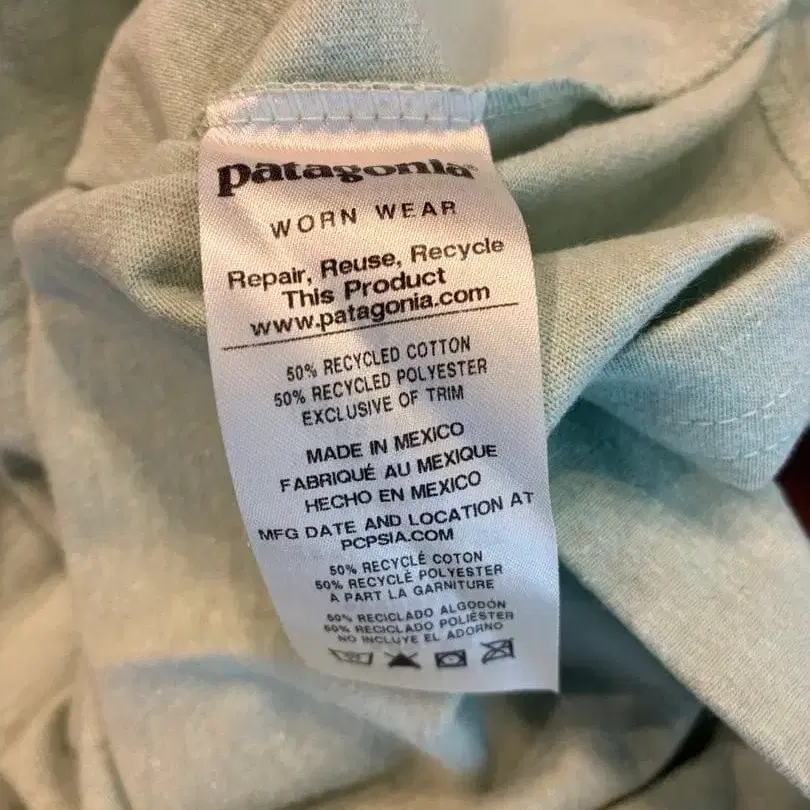 patagonia®
WORN WEAR
Repair, Reuse, Recycle
This Product
www.patagonia.com
50% RECYCLED COTTON
50% RECYCLED POLYESTER
EXCLUSIVE OF TRIM
MADE IN MEXICO
FABRIQUÉ AU MEXIQUE
HECHO EN MEXICO
MFG DATE AND LOCATION AT
PCPSIA.COM
50% RECYCLÉ COTON
50% RECYCLÉ POLYESTER
A PART LA GARNITURE
50% RECICLADO ALGODÓN
50% RECICLADO POLIÉSTER
NO INCLUYE EL ADORNO